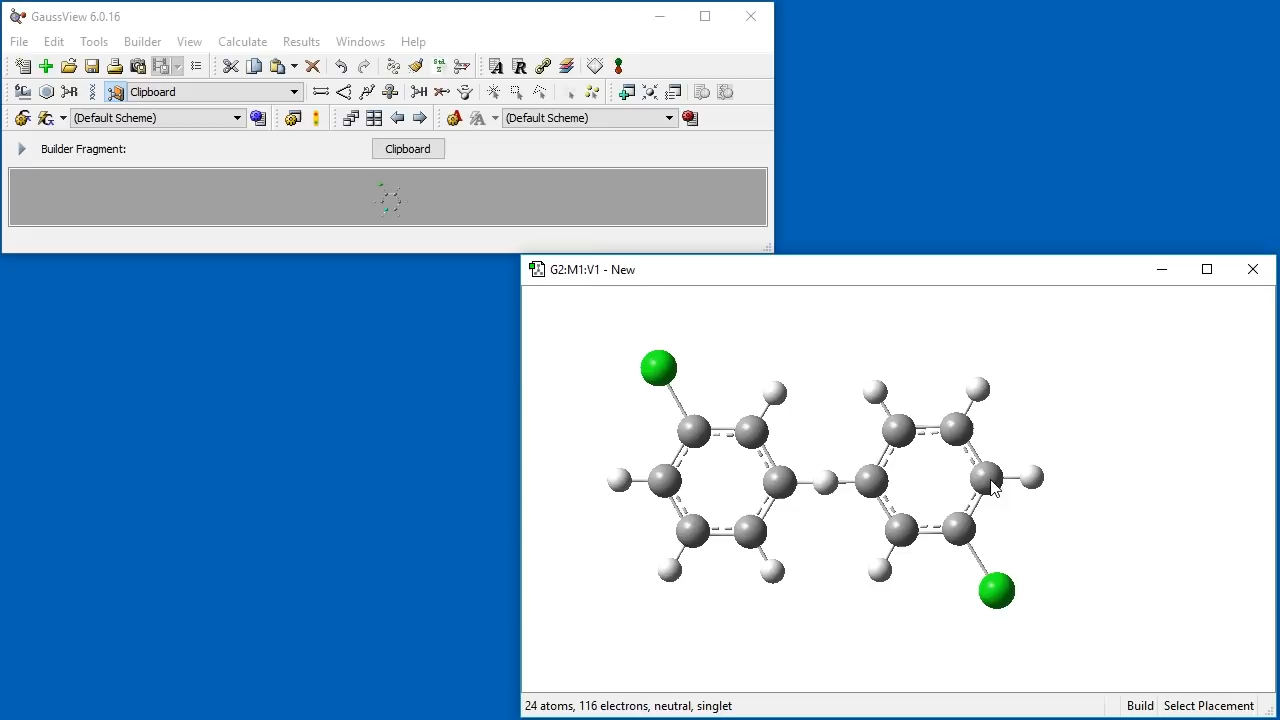 GaussView 6.0.16
File Edit Tools Builder View Calculate Results Windows Help
Clipboard
(Default Scheme) (Default Scheme)
Builder Fragment: Clipboard
G2:M1:V1 - New
24 atoms, 116 electrons, neutral, singlet Build Select Placement